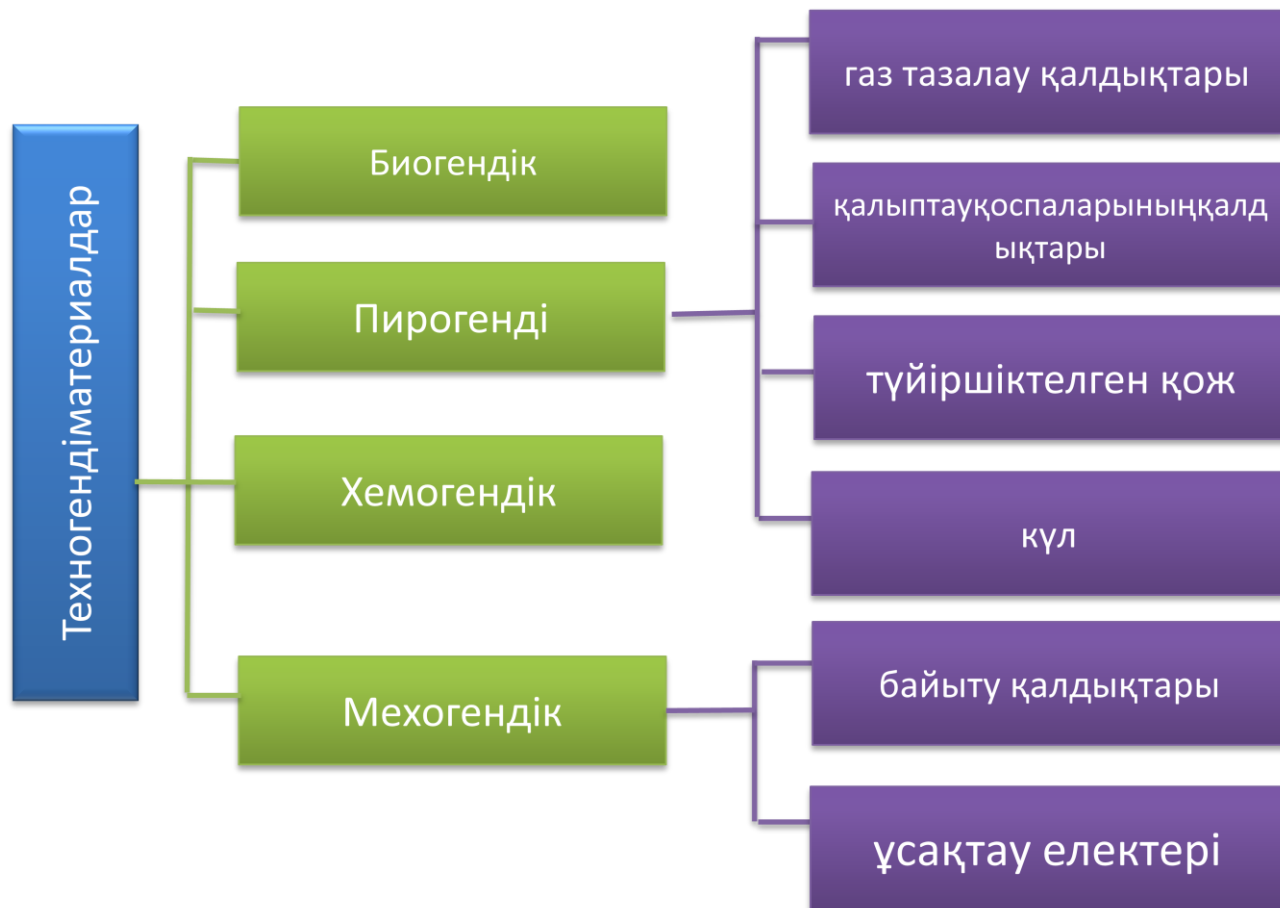 Техногендіматериалдар
Биогендік
Пирогенді
Хемогендік
Мехогендік
газ тазалау қалдықтары
қалыптауқоспаларыныңқалд
ықтары
түйіршіктелген қож
күл
байыту қалдықтары
ұсақтау електері